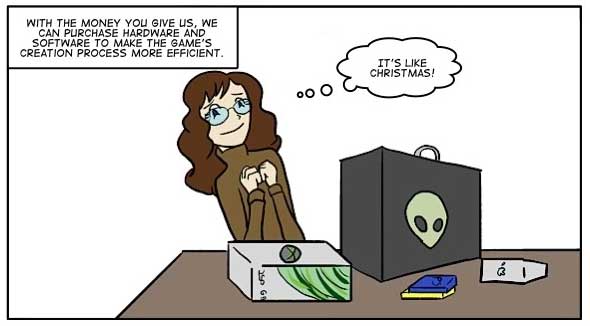 WITH THE MONEY YOU GIVE US, WE
CAN PURCHASE HARDWARE AND
SOFTWARE TO MAKE THE GAME'S
CREATION PROCESS MORE EFFICIENT.
IT'S LIKE
CHRISTMAS!